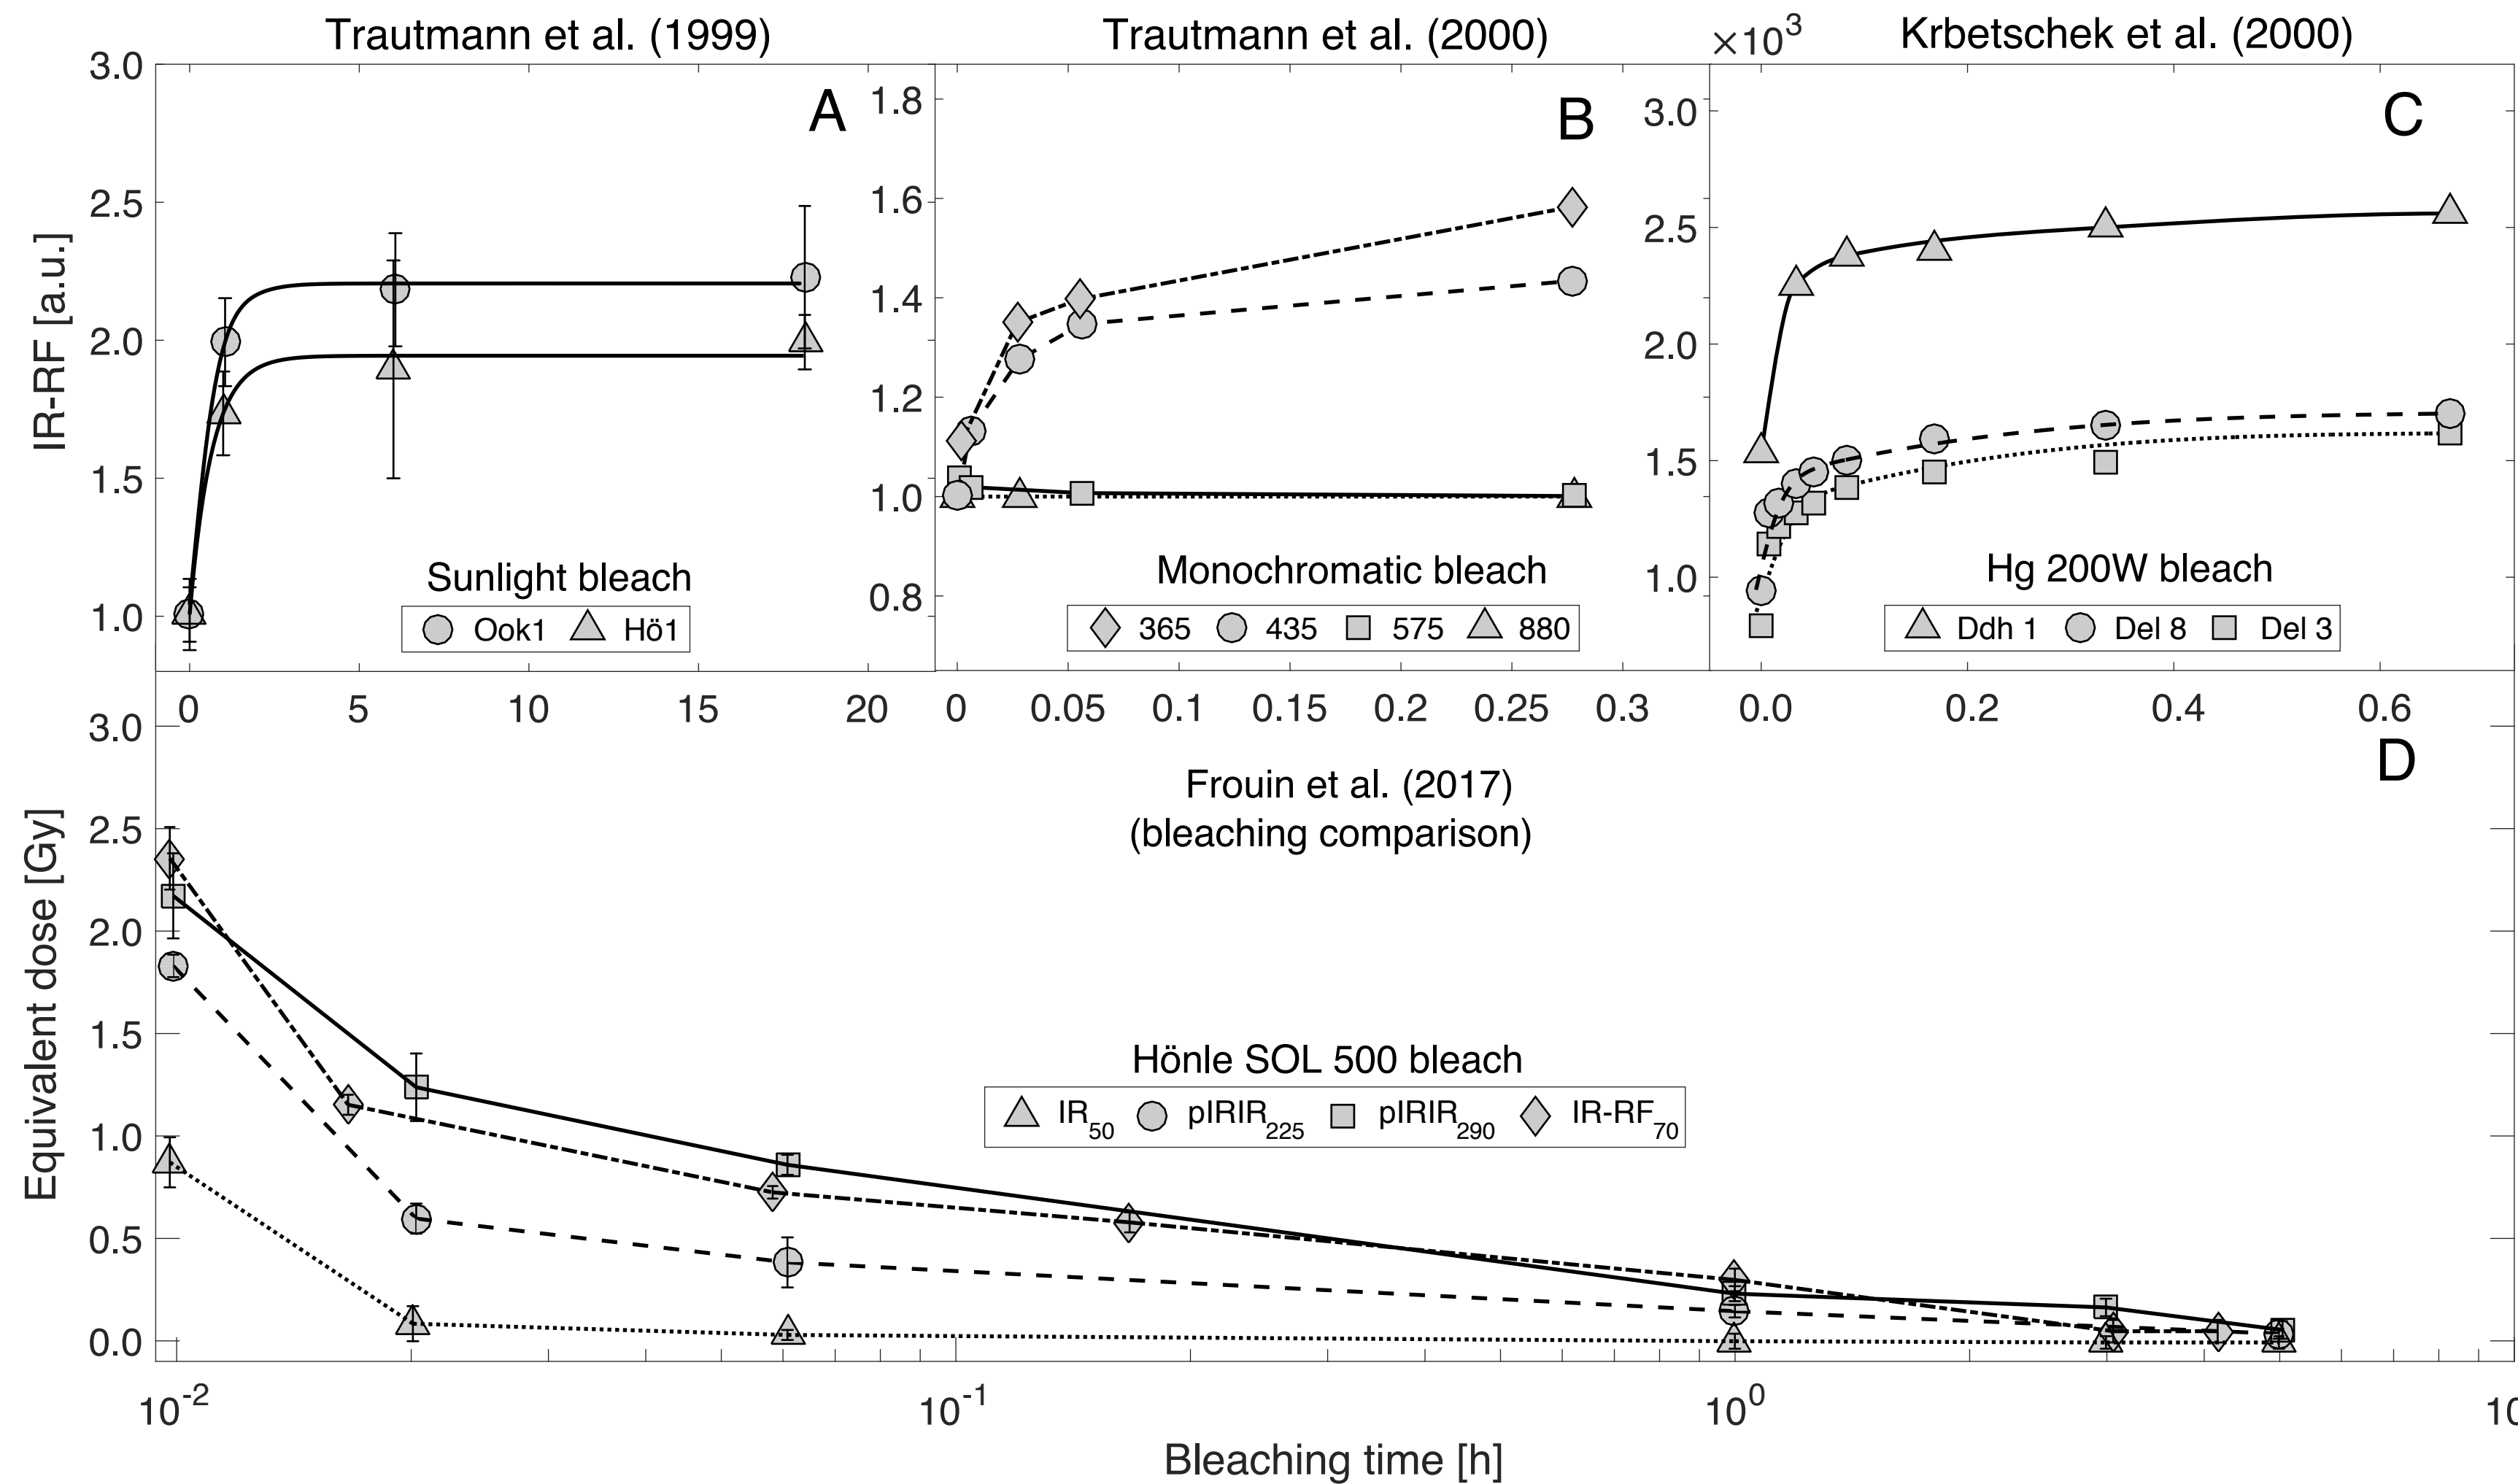 Trautmann et al. (1999)
Trautmann et al. (2000)
×10³
Krbetschek et al. (2000)
A
B
C
IR-RF [a.u.]
3.0
2.5
2.0
1.5
1.0
1.8
1.6
1.4
1.2
1.0
0.8
3.0
2.5
2.0
1.5
1.0
Sunlight bleach
Ook1 Hö1
Monochromatic bleach
365 435 575 880
Hg 200W bleach
Ddh 1 Del 8 Del 3
0 5 10 15 20
0 0.05 0.1 0.15 0.2 0.25 0.3
0.0 0.2 0.4 0.6
D
Frouin et al. (2017)
(bleaching comparison)
Equivalent dose [Gy]
3.0
2.5
2.0
1.5
1.0
0.5
0.0
Hönle SOL 500 bleach
IR50 pIRIR225 pIRIR290 IR-RF70
10⁻² 10⁻¹ 10⁰
Bleaching time [h]